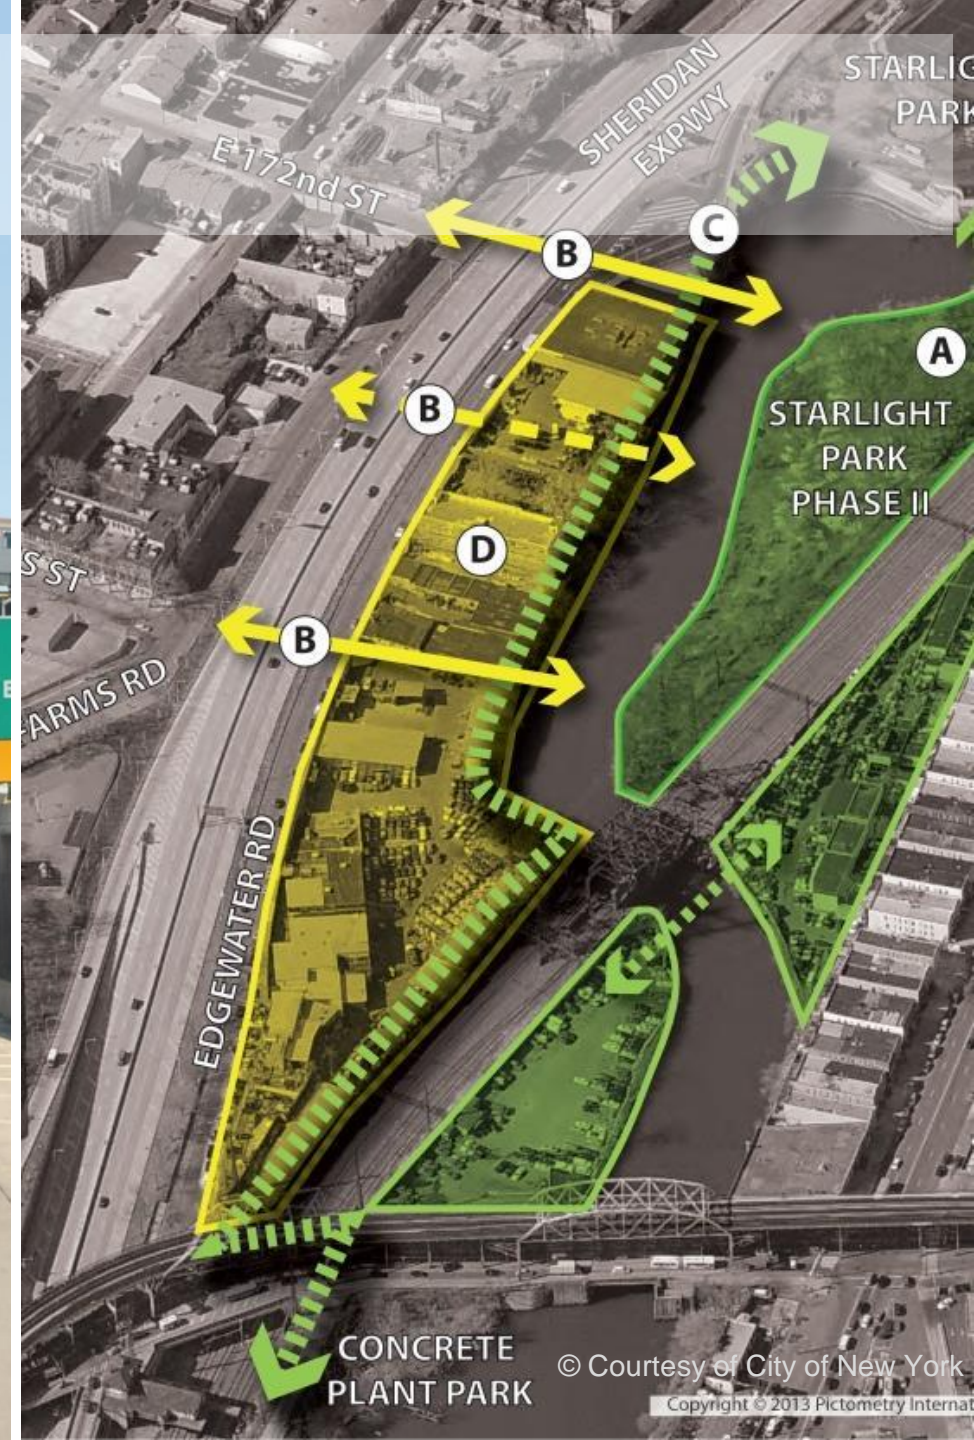 STARLIG
PARK
SHERIDAN
EXPWY
E 172nd ST
C
B
A
B
STARLIGHT
PARK
PHASE II
D
S ST
B
FARMS RD
EDGEWATER RD
CONCRETE
PLANT PARK
© Courtesy of City of New York
Copyright © 2013 Pictometry Internat